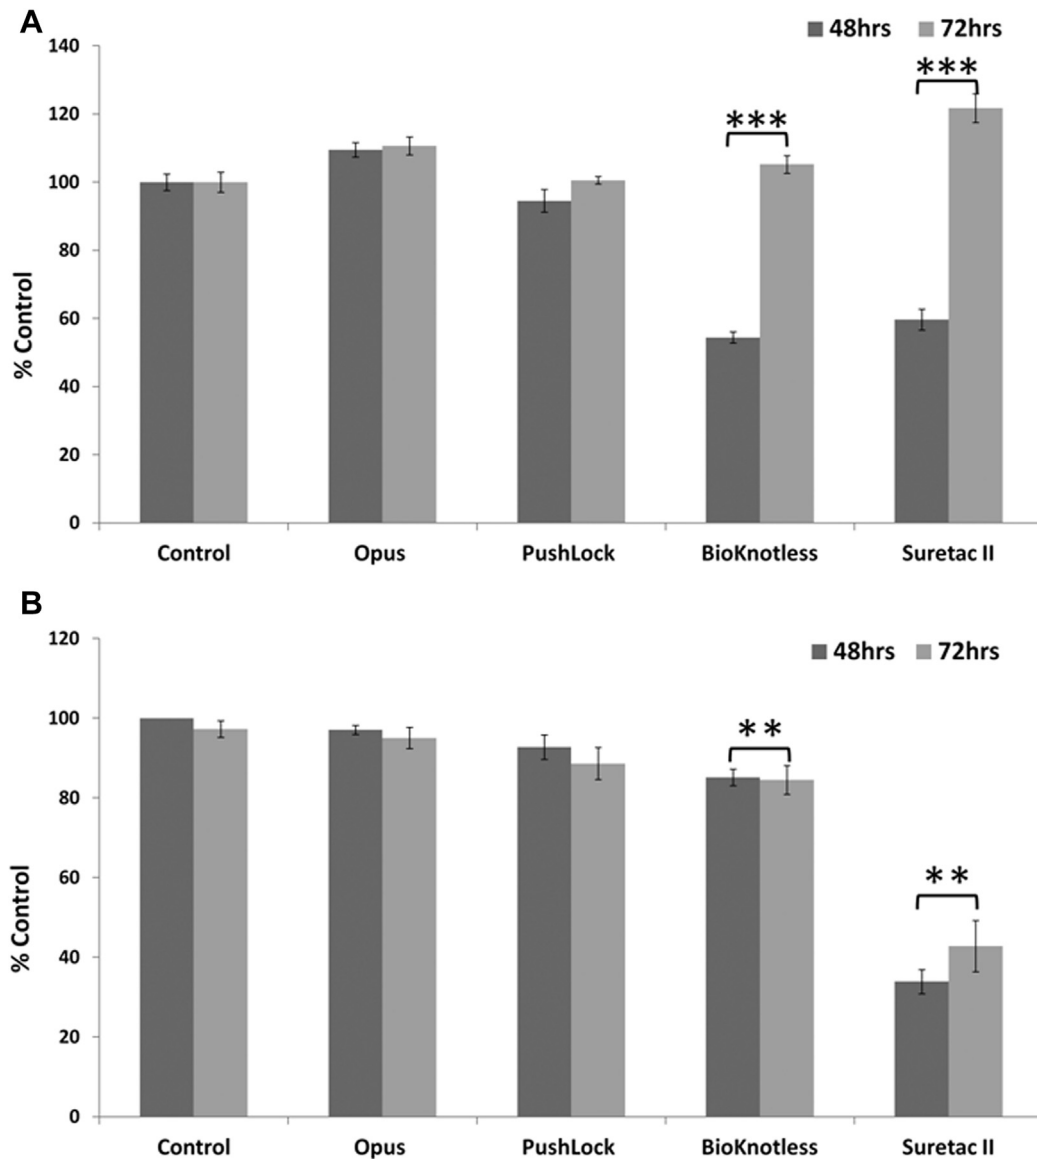 A
48hrs 72hrs
140
***
120
***
100
80
60
40
20
0
% Control
Control Opus PushLock BioKnotless Suretac II
B
120
48hrs 72hrs
100
**
80
60
**
40
20
0
% Control
Control Opus PushLock BioKnotless Suretac II